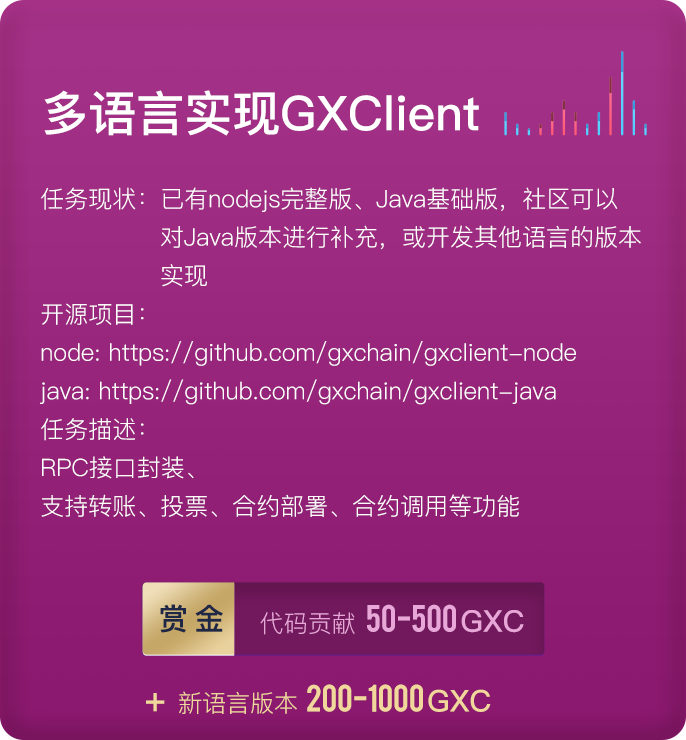 多语言实现GXClient
任务现状：已有nodejs完整版、Java基础版，社区可以
对Java版本进行补充，或开发其他语言的版本
实现
开源项目：
node: https://github.com/gxchain/gxclient-node
java: https://github.com/gxchain/gxclient-java
任务描述：
RPC接口封装、
支持转账、投票、合约部署、合约调用等功能
赏金 代码贡献 50-500GXC
+ 新语言版本 200-1000GXC